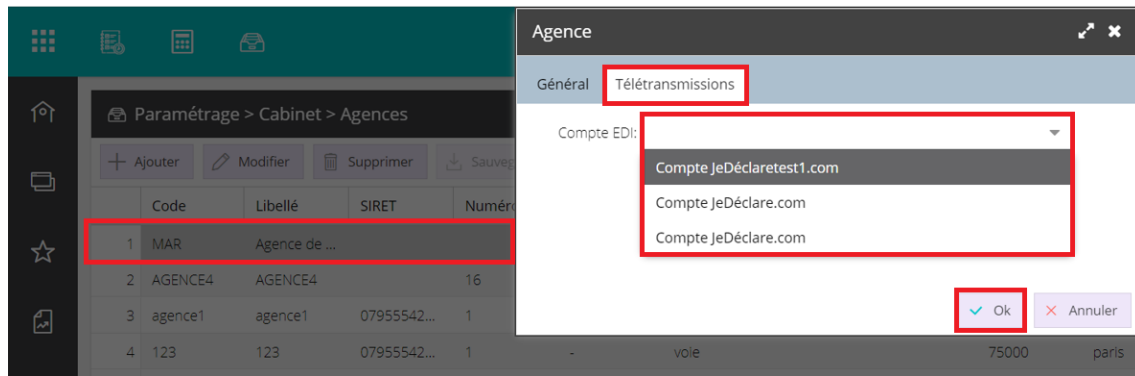 Agence
Général Télétransmissions
Compte EDI:
Compte JeDéclaretest1.com
Compte JeDéclare.com
Compte JeDéclare.com
Ok Annuler
Paramétrage > Cabinet > Agences
Ajouter Modifier Supprimer
Code Libellé SIRET
1 MAR Agence de ...
2 AGENCE4 AGENCE4 16
3 agence1 agence1 07955542... 1
4 123 123 07955542... 1 - voie 75000 paris